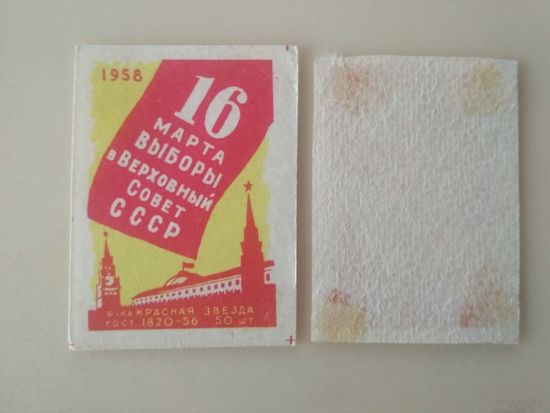 1958
16
МАРТА
ВЫБОРЫ
в ВЕРХОВНЫЙ
СОВЕТ
СССР
Ф-КА КРАСНАЯ ЗВЕЗДА
ГОСТ 1820-56 50 ШТ.